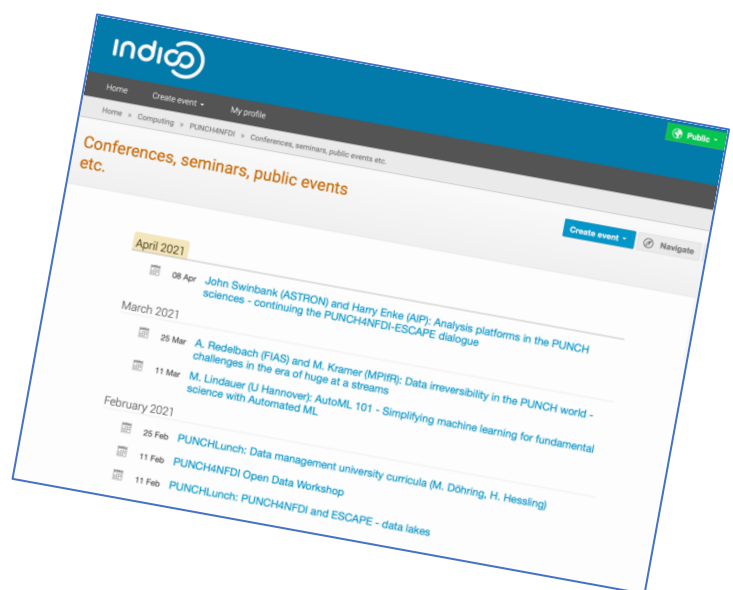 Indico
Public
Home Create event My profile
Home » Computing » PUNCH4NFDI » Conferences, seminars, public events etc.
Conferences, seminars, public events
etc.
Create event Navigate
April 2021
08 Apr John Swinbank (ASTRON) and Harry Enke (AIP): Analysis platforms in the PUNCH
sciences - continuing the PUNCH4NFDI-ESCAPE dialogue
March 2021
25 Mar A. Redelbach (FIAS) and M. Kramer (MPIfR): Data irreversibility in the PUNCH world -
challenges in the era of huge at a streams
11 Mar M. Lindauer (U Hannover): AutoML 101 - Simplifying machine learning for fundamental
science with Automated ML
February 2021
25 Feb PUNCHLunch: Data management university curricula (M. Döhring, H. Hessling)
11 Feb PUNCH4NFDI Open Data Workshop
11 Feb PUNCHLunch: PUNCH4NFDI and ESCAPE - data lakes